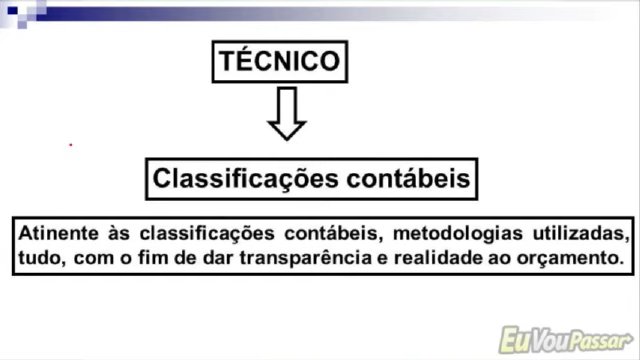 TÉCNICO
Classificações contábeis
Atinente às classificações contábeis, metodologias utilizadas,
tudo, com o fim de dar transparência e realidade ao orçamento.
EuVouPassar